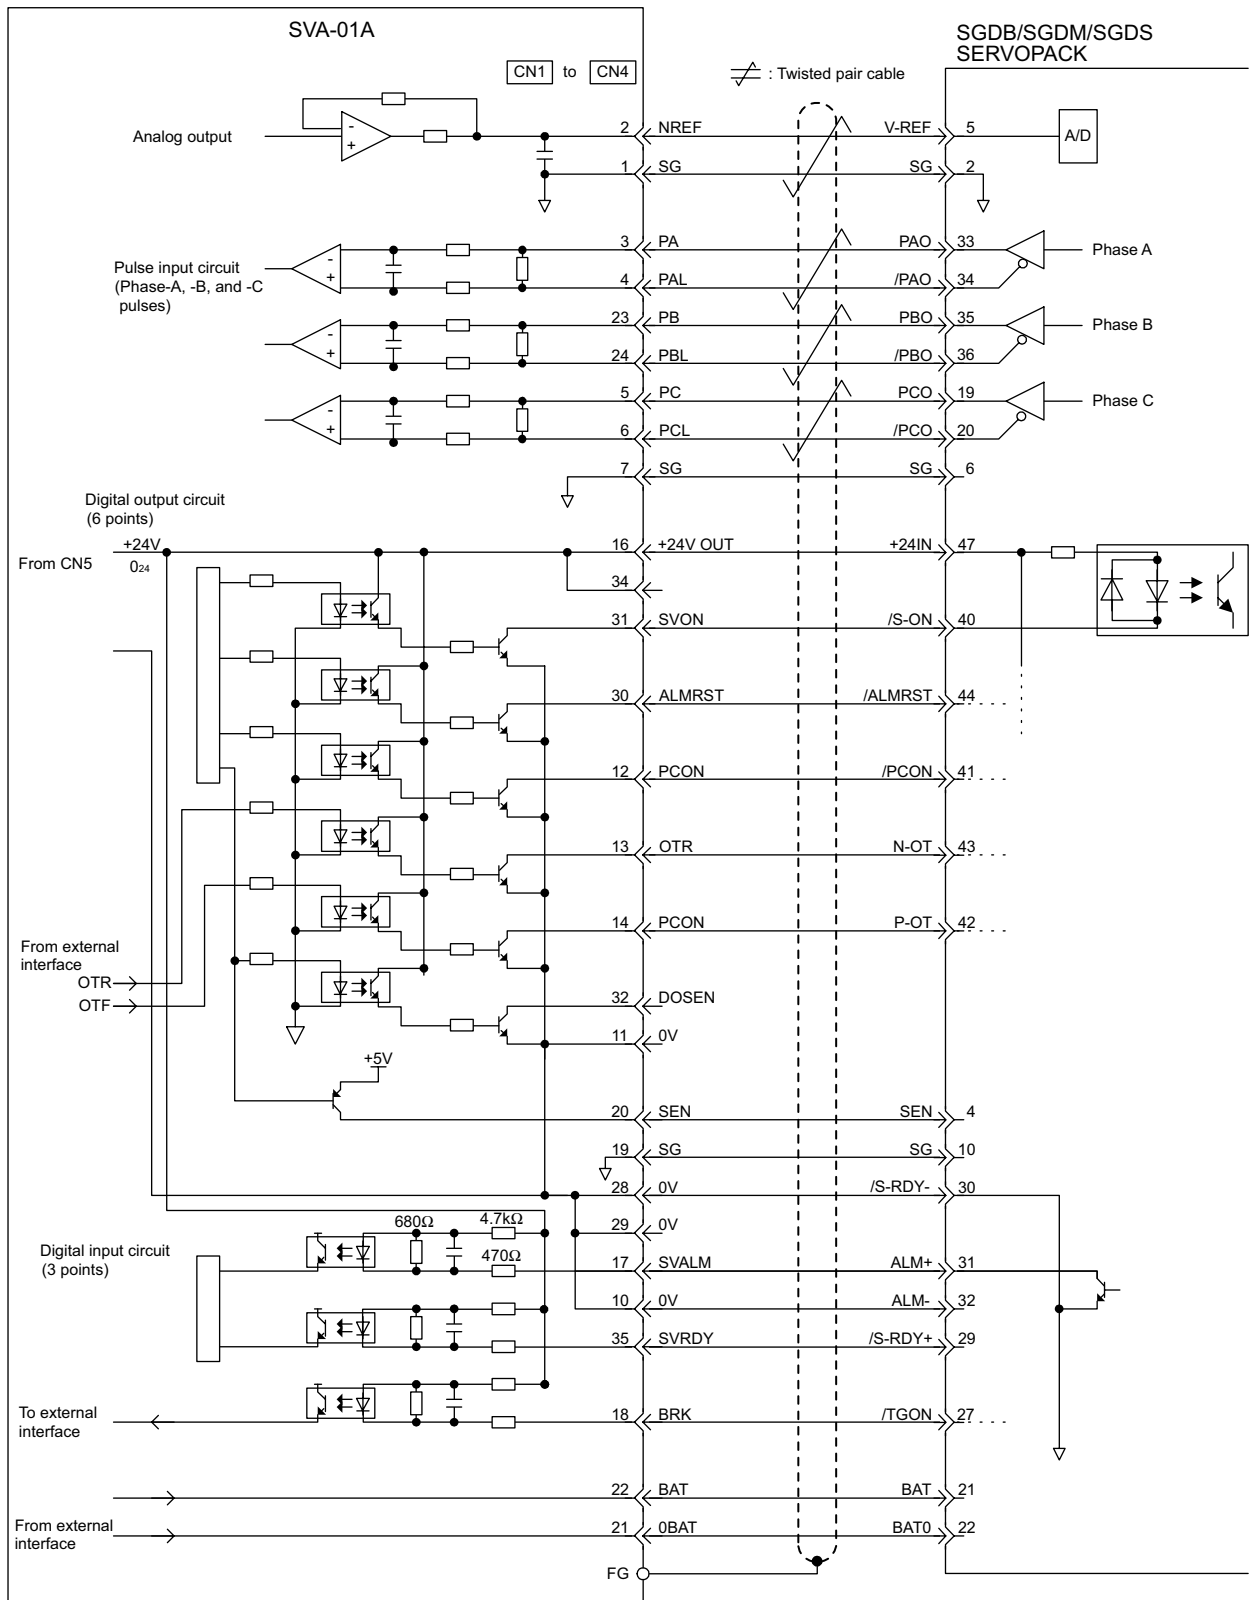 SVA-01A
SGDB/SGDM/SGDS
SERVOPACK
CN1 to CN4
: Twisted pair cable
Analog output
2 NREF V-REF 5
A/D
1 SG SG 2
-
+
Pulse input circuit
(Phase-A, -B, and -C
pulses)
3 PA PAO 33 Phase A
4 PAL /PAO 34
-
+
23 PB PBO 35 Phase B
24 PBL /PBO 36
-
+
5 PC PCO 19 Phase C
6 PCL /PCO 20
-
+
7 SG SG 6
Digital output circuit
(6 points)
From CN5
+24V
024
16 +24V OUT +24IN 47
34
31 SVON /S-ON 40
30 ALMRST /ALMRST 44
12 PCON /PCON 41
13 OTR N-OT 43
14 PCON P-OT 42
From external
interface
OTR
OTF
32 DOSEN
11 0V
+5V
20 SEN SEN 4
19 SG SG 10
28 0V /S-RDY- 30
29 0V
680Ω 4.7kΩ
470Ω
Digital input circuit
(3 points)
17 SVALM ALM+ 31
10 0V ALM- 32
35 SVRDY /S-RDY+ 29
To external
interface
18 BRK /TGON 27
22 BAT BAT 21
From external
interface
21 0BAT BAT0 22
FG